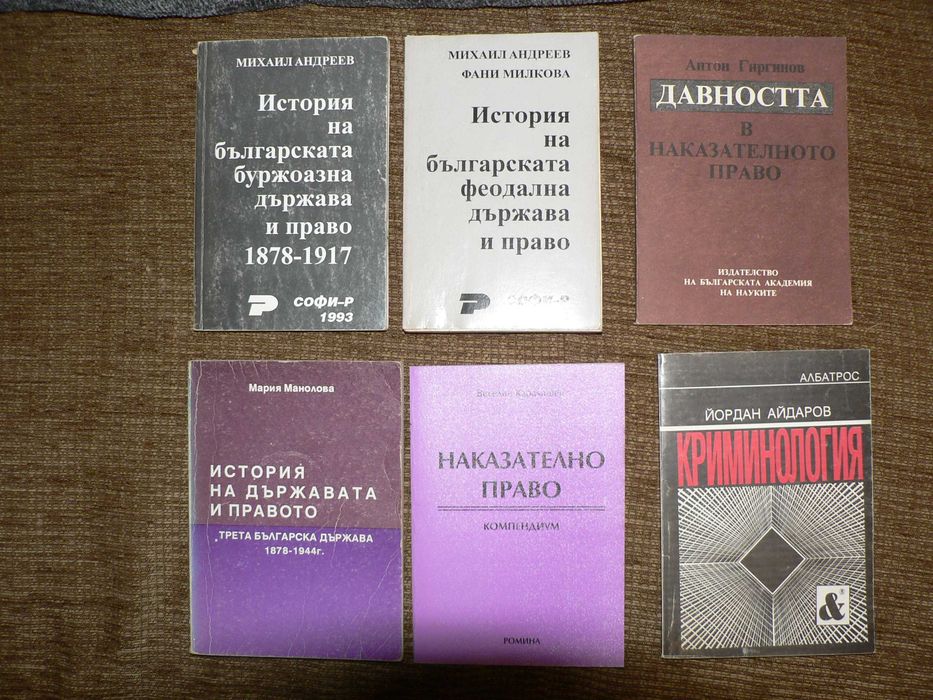 МИХАИЛ АНДРЕЕВ
История
на
българската
буржоазна
държава
и право
1878-1917
СОФИ-Р
1993
МИХАИЛ АНДРЕЕВ
ФАНИ МИЛКОВА
История
на
българската
феодална
държава
и право
СОФИ-Р
Антон Гиргинов
ДАВНОСТТА
В
НАКАЗАТЕЛНОТО
ПРАВО
ИЗДАТЕЛСТВО
НА БЪЛГАРСКАТА АКАДЕМИЯ
НА НАУКИТЕ
Мария Манолова
ИСТОРИЯ
НА ДЪРЖАВАТА
И ПРАВОТО
ТРЕТА БЪЛГАРСКА ДЪРЖАВА
1878-1944г.
Веселин
НАКАЗАТЕЛНО
ПРАВО
КОМПЕНДИУМ
РОМИНА
АЛБАТРОС
ЙОРДАН АЙДАРОВ
КРИМИНОЛОГИЯ
&®